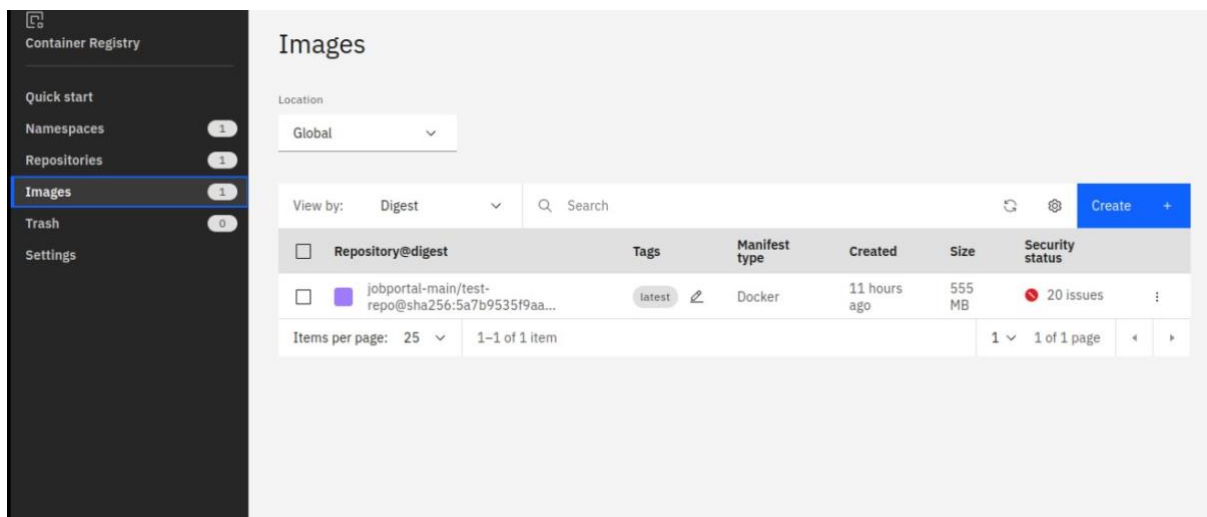 Container Registry
Quick start
Namespaces 1
Repositories 1
Images 1
Trash 0
Settings
Images
Location
Global
View by: Digest Search Create +
Repository@digest Tags Manifest type Created Size Security status
jobportal-main/test-
repo@sha256:5a7b9535f9aa... latest Docker 11 hours ago 555 MB 20 issues
Items per page: 25 1–1 of 1 item 1 1 of 1 page